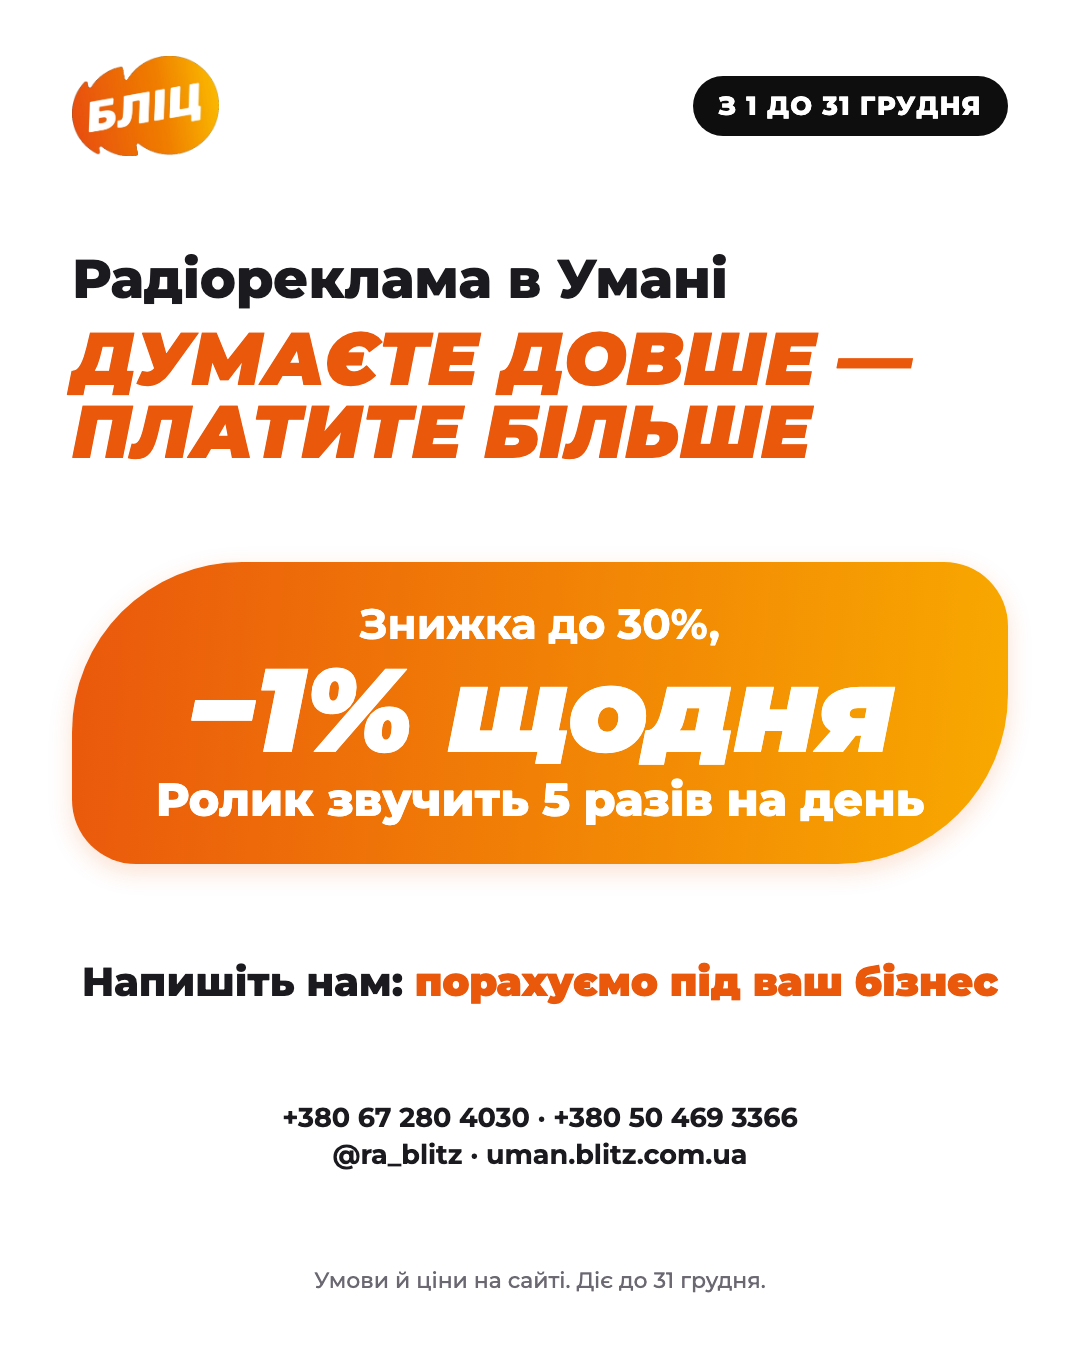 БЛІЦ
З 1 ДО 31 ГРУДНЯ
Радіореклама в Умані
ДУМАЄТЕ ДОВШЕ —
ПЛАТИТЕ БІЛЬШЕ
Знижка до 30%,
−1% щодня
Ролик звучить 5 разів на день
Напишіть нам: порахуємо під ваш бізнес
+380 67 280 4030 · +380 50 469 3366
@ra_blitz · uman.blitz.com.ua
Умови й ціни на сайті. Діє до 31 грудня.